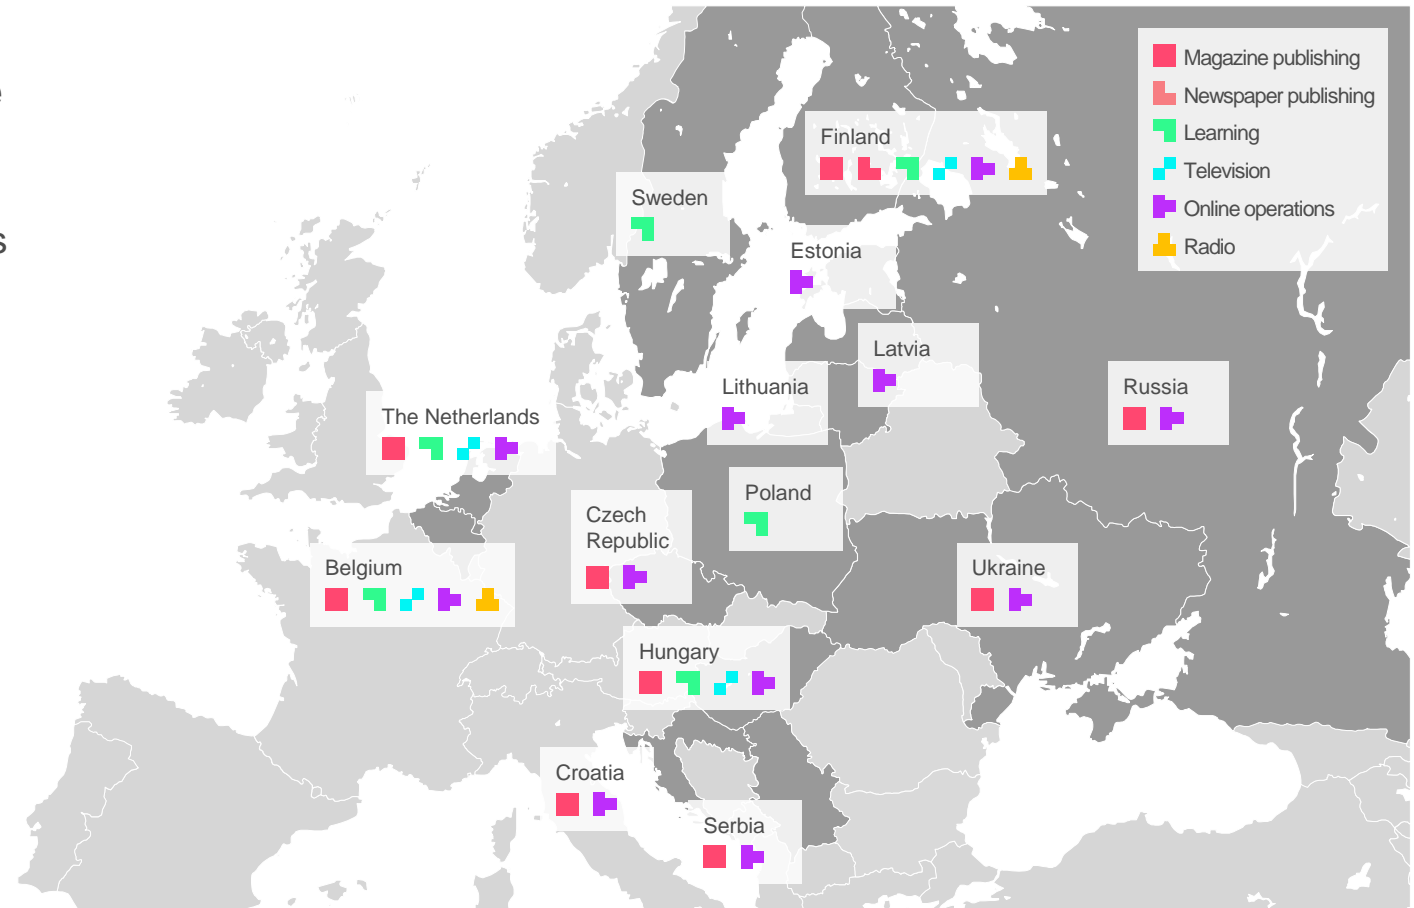 e
s
Magazine publishing
Newspaper publishing
Learning
Television
Online operations
Radio
Finland
Sweden
Estonia
Latvia
Lithuania
Russia
The Netherlands
Poland
Czech
Republic
Belgium
Ukraine
Hungary
Croatia
Serbia